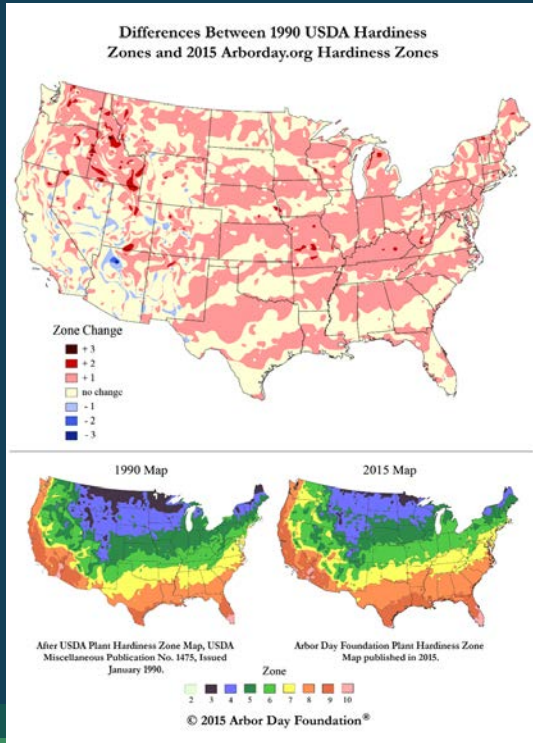 Differences Between 1990 USDA Hardiness
Zones and 2015 Arborday.org Hardiness Zones
Zone Change
+ 3
+ 2
+ 1
no change
- 1
- 2
- 3
1990 Map
2015 Map
After USDA Plant Hardiness Zone Map, USDA
Miscellaneous Publication No. 1475, Issued
January 1990.
Arbor Day Foundation Plant Hardiness Zone
Map published in 2015.
Zone
2 3 4 5 6 7 8 9 10
© 2015 Arbor Day Foundation®